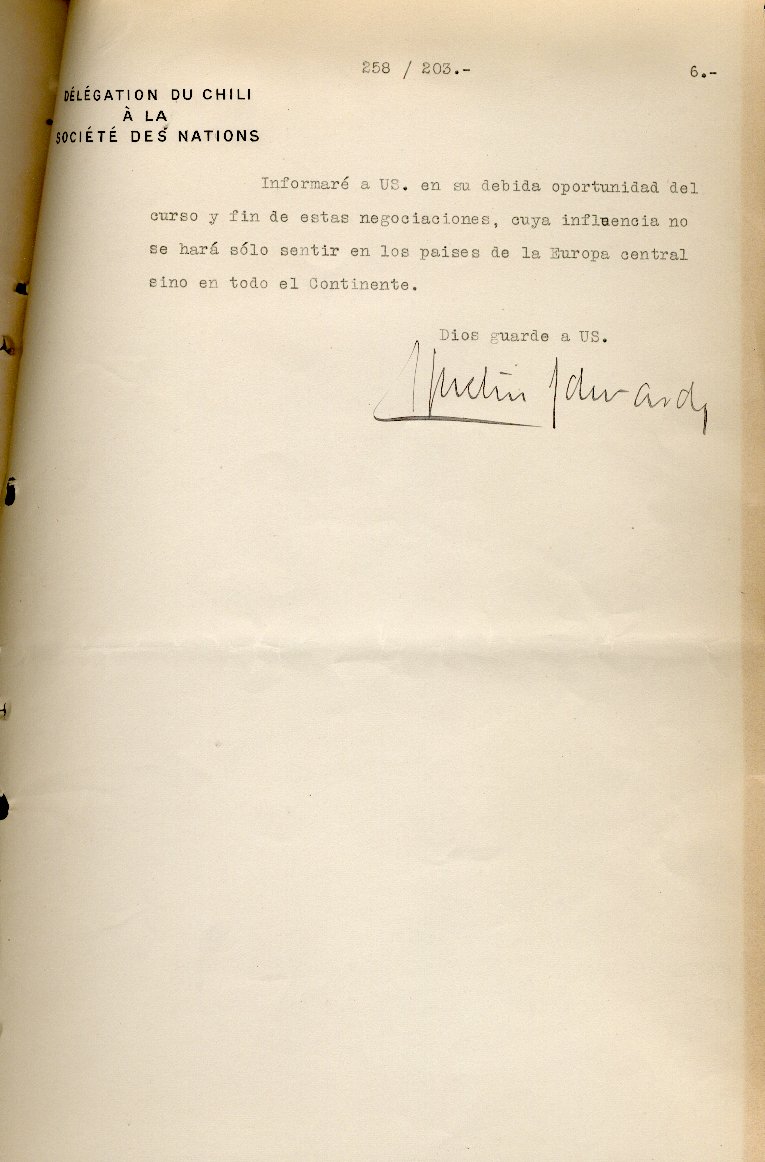 258 / 203.-
6.-
DÉLÉGATION DU CHILI
À LA
SOCIÉTÉ DES NATIONS
Informaré a US. en su debida oportunidad del
curso y fin de estas negociaciones, cuya influencia no
se hará sólo sentir en los paises de la Europa central
sino en todo el Continente.
Dios guarde a US.
Agustin Edwards